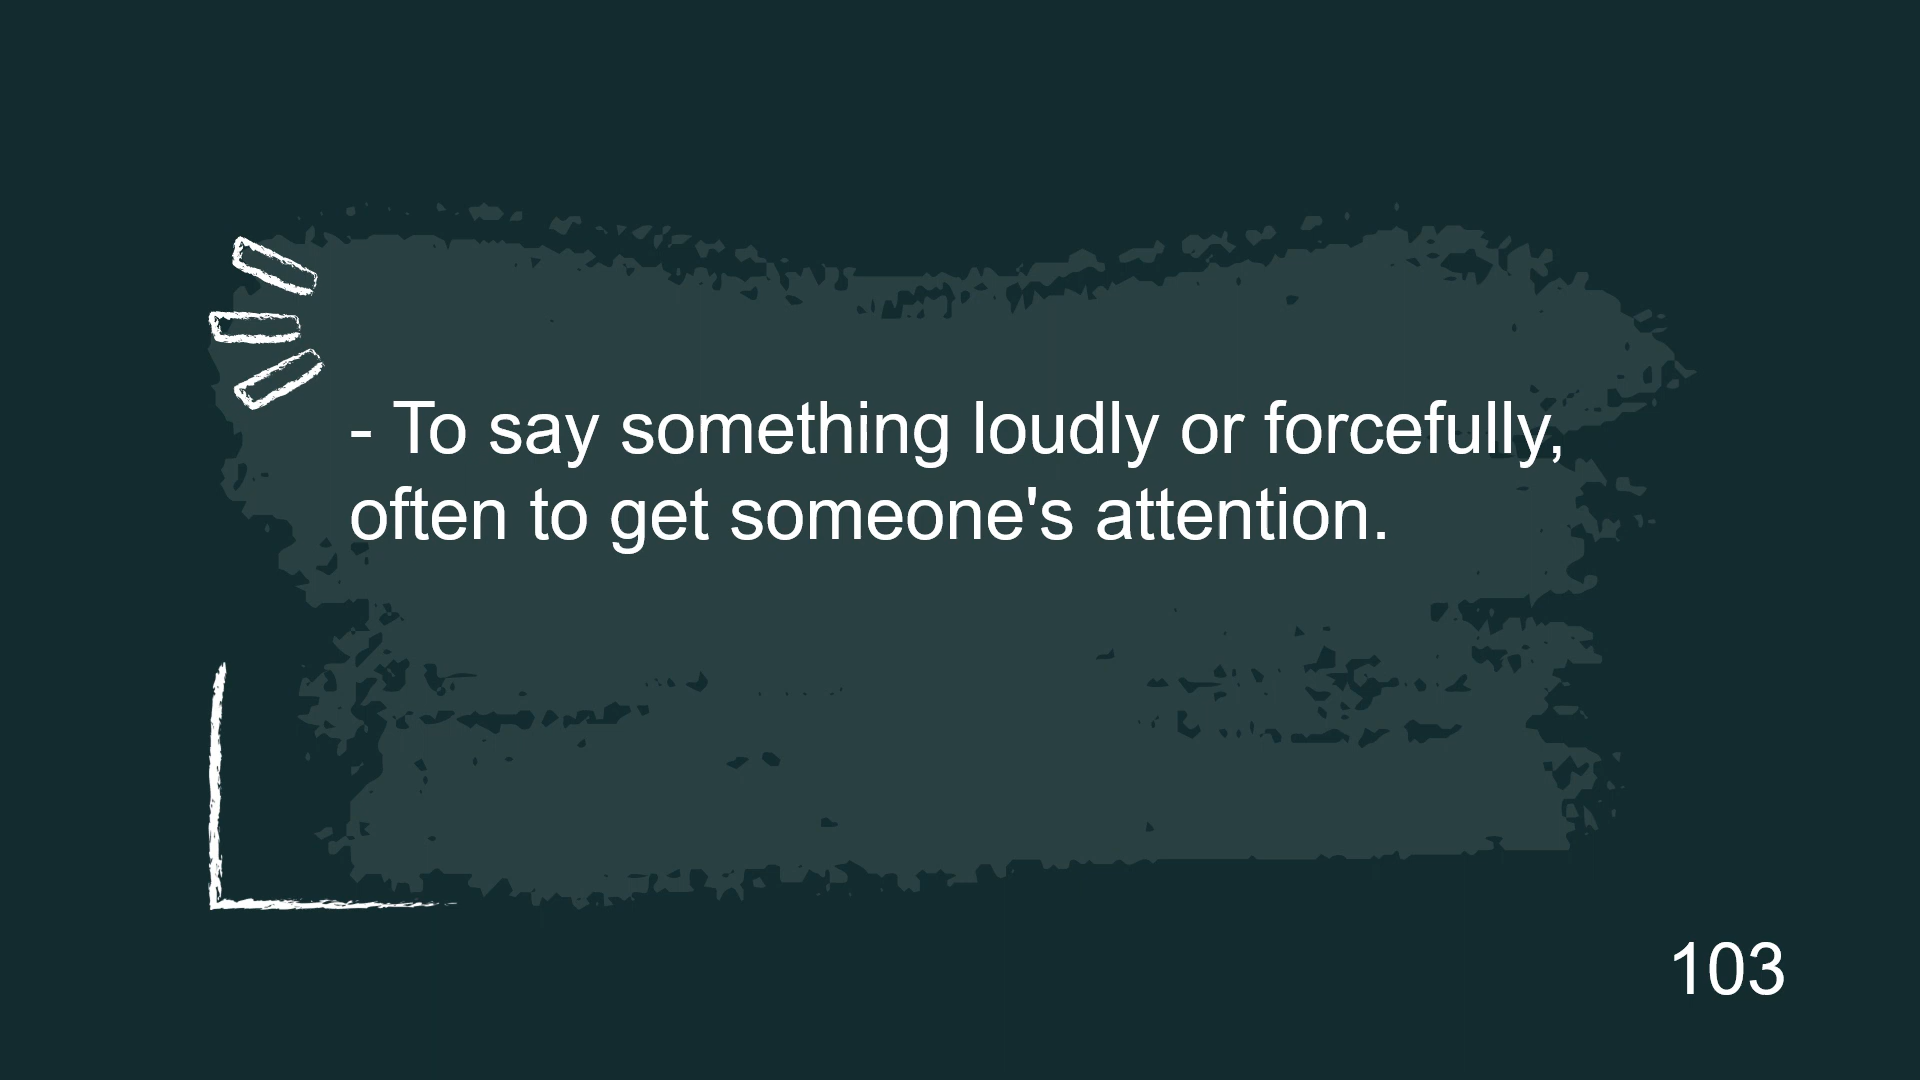 - To say something loudly or forcefully,
often to get someone's attention.
103